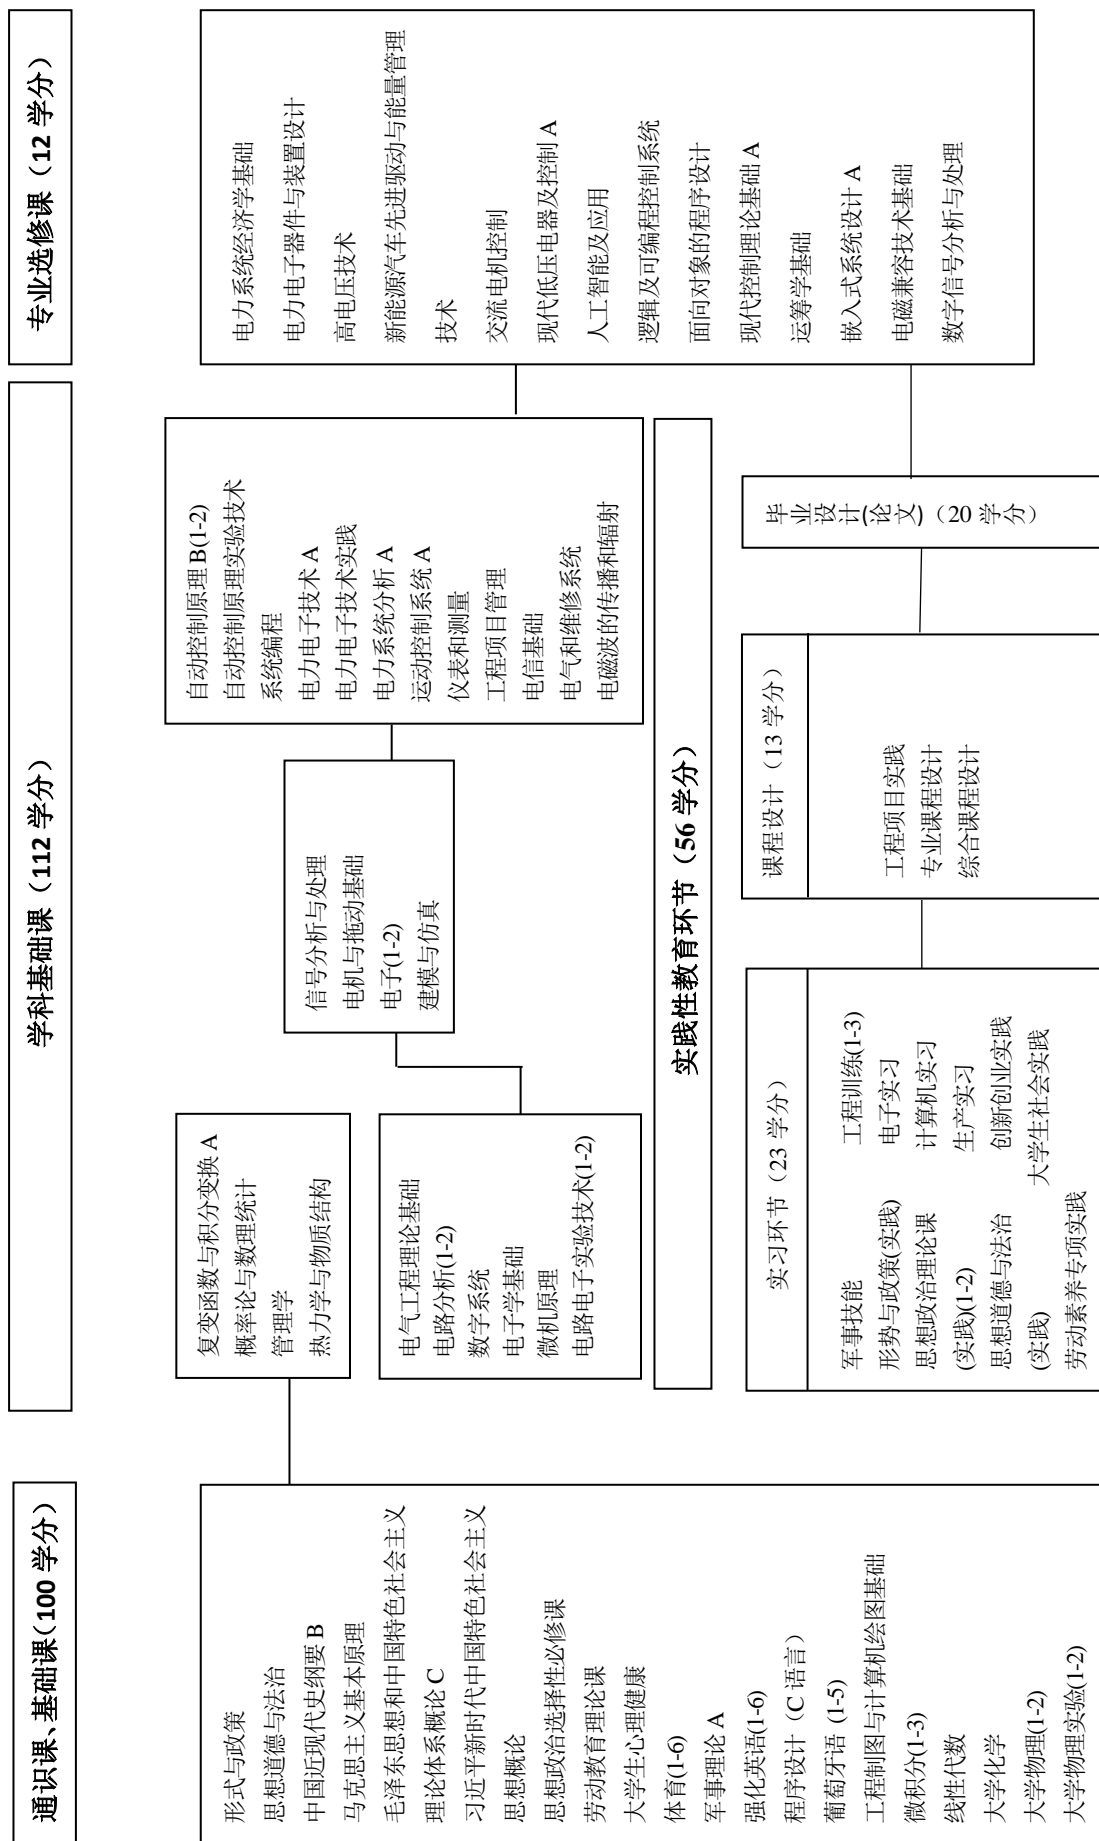 通识课、基础课(100 学分)
形式与政策
思想道德与法治
中国近现代史纲要 B
马克思主义基本原理
毛泽东思想和中国特色社会主义
理论体系概论 C
习近平新时代中国特色社会主义
思想概论
思想政治选择性必修课
劳动教育理论课
大学生心理健康
体育(1-6)
军事理论 A
强化英语(1-6)
程序设计（C 语言）
葡萄牙语 (1-5)
工程制图与计算机绘图基础
微积分(1-3)
线性代数
大学化学
大学物理(1-2)
大学物理实验(1-2)
学科基础课（112 学分）
复变函数与积分变换 A
概率论与数理统计
管理学
热力学与物质结构
电气工程理论基础
电路分析(1-2)
数字系统
电子学基础
微机原理
电路电子实验技术(1-2)
信号分析与处理
电机与拖动基础
电子(1-2)
建模与仿真
自动控制原理 B(1-2)
自动控制原理实验技术
系统编程
电力电子技术 A
电力电子技术实践
电力系统分析 A
运动控制系统 A
仪表和测量
工程项目管理
电信基础
电气和维修系统
电磁波的传播和辐射
专业选修课（12 学分）
电力系统经济学基础
电力电子器件与装置设计
高电压技术
新能源汽车先进驱动与能量管理
技术
交流电机控制
现代低压电器及控制 A
人工智能及应用
逻辑及可编程控制系统
面向对象的程序设计
现代控制理论基础 A
运筹学基础
嵌入式系统设计 A
电磁兼容技术基础
数字信号分析与处理
实践性教育环节（56 学分）
实习环节（23 学分）
军事技能
形势与政策(实践)
思想政治理论课
(实践)(1-2)
思想道德与法治
(实践)
劳动素养专项实践
工程训练(1-3)
电子实习
计算机实习
生产实习
创新创业实践
大学生社会实践
课程设计（13 学分）
工程项目实践
专业课程设计
综合课程设计
毕业设计(论文)（20 学分）